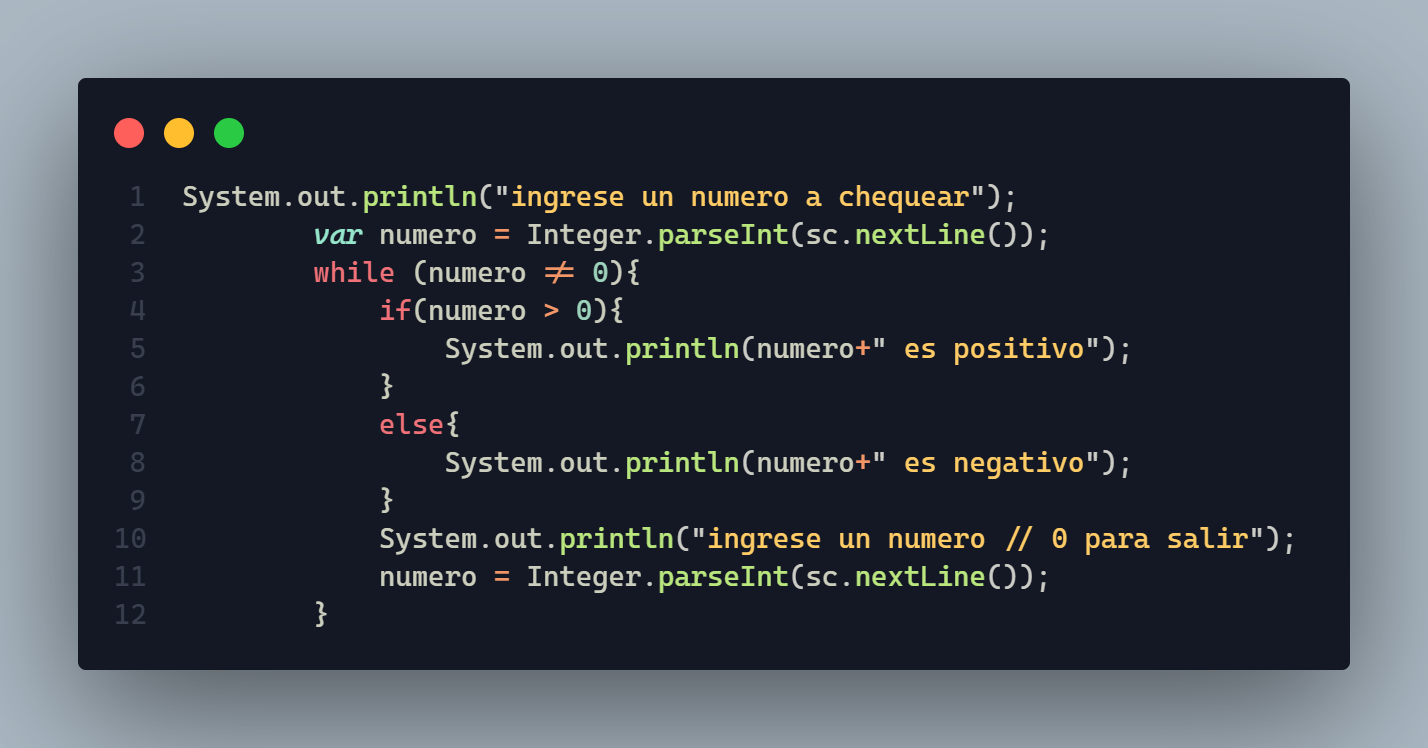 1 System.out.println("ingrese un numero a chequear");
2 var numero = Integer.parseInt(sc.nextLine());
3 while (numero != 0){
4 if(numero > 0){
5 System.out.println(numero+" es positivo");
6 }
7 else{
8 System.out.println(numero+" es negativo");
9 }
10 System.out.println("ingrese un numero // 0 para salir");
11 numero = Integer.parseInt(sc.nextLine());
12 }